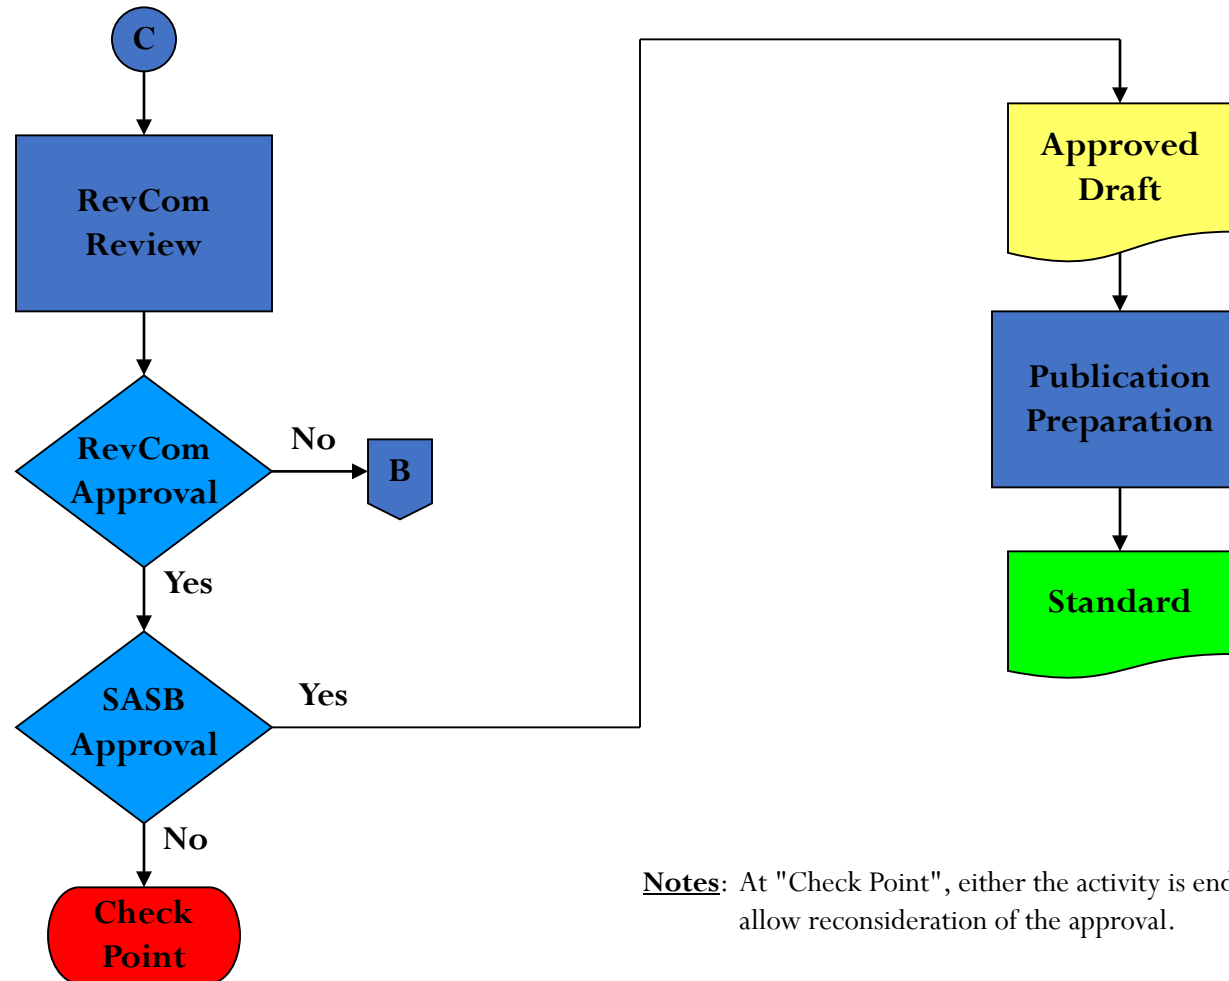 C
RevCom
Review
RevCom
Approval
No
B
Yes
SASB
Approval
Yes
No
Check
Point
Approved
Draft
Publication
Preparation
Standard
Notes: At "Check Point", either the activity is end
allow reconsideration of the approval.